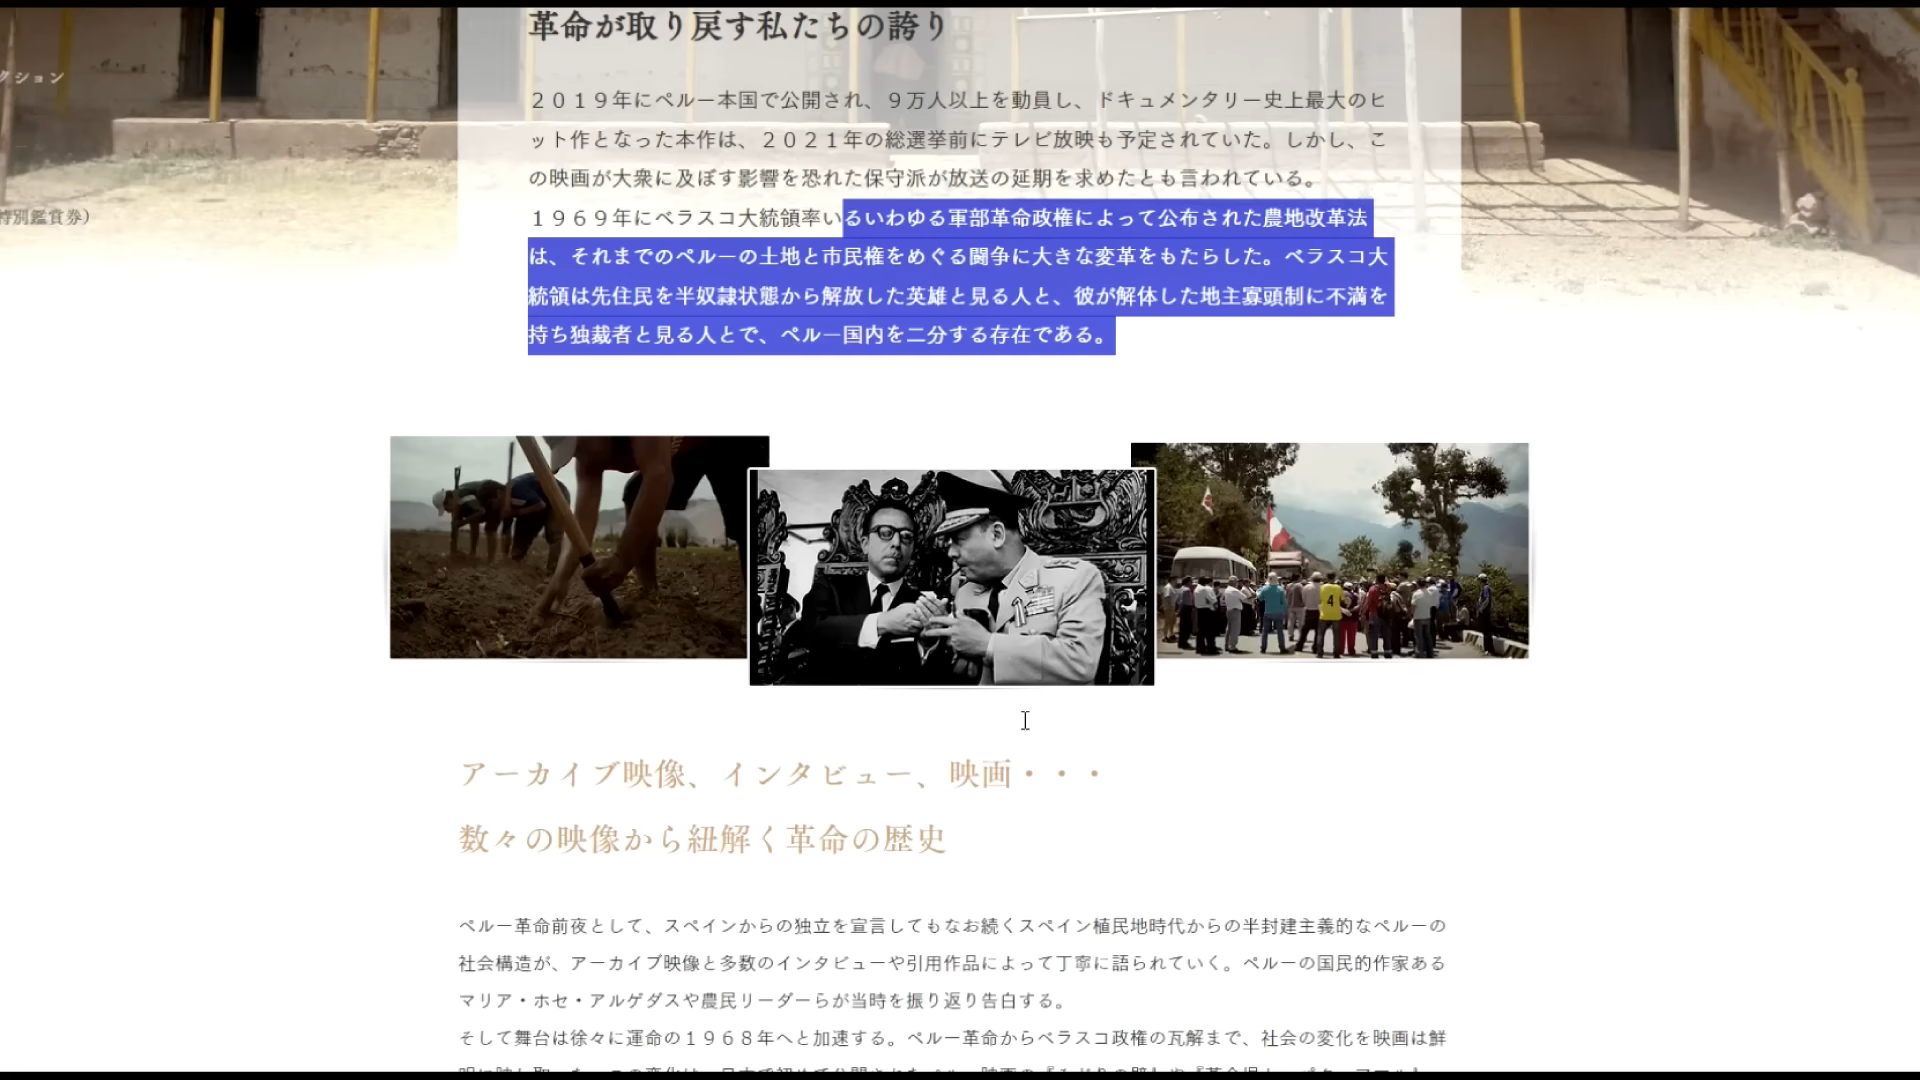 革命が取り戻す私たちの誇り
クション
２０１９年にペルー本国で公開され、９万人以上を動員し、ドキュメンタリー史上最大のヒ
ット作となった本作は、２０２１年の総選挙前にテレビ放映も予定されていた。しかし、こ
の映画が大衆に及ぼす影響を恐れた保守派が放送の延期を求めたとも言われている。
特別鑑賞券）
１９６９年にベラスコ大統領率いるいわゆる軍部革命政権によって公布された農地改革法
は、それまでのペルーの土地と市民権をめぐる闘争に大きな変革をもたらした。ベラスコ大
統領は先住民を半奴隷状態から解放した英雄と見る人と、彼が解体した地主寡頭制に不満を
持ち独裁者と見る人とで、ペルー国内を二分する存在である。
4
アーカイブ映像、インタビュー、映画・・・
数々の映像から紐解く革命の歴史
ペルー革命前夜として、スペインからの独立を宣言してもなお続くスペイン植民地時代からの半封建主義的なペルーの
社会構造が、アーカイブ映像と多数のインタビューや引用作品によって丁寧に語られていく。ペルーの国民的作家ある
マリア・ホセ・アルゲダスや農民リーダーらが当時を振り返り告白する。
そして舞台は徐々に運命の１９６８年へと加速する。ペルー革命からベラスコ政権の瓦解まで、社会の変化を映画は鮮